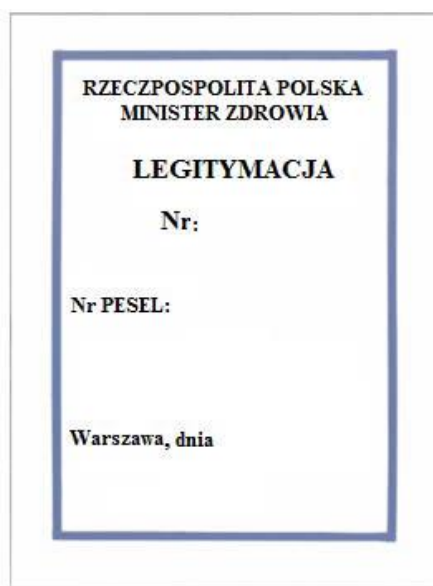 RZECZPOSPOLITA POLSKA
MINISTER ZDROWIA
LEGITYMACJA
Nr:
Nr PESEL:
Warszawa, dnia